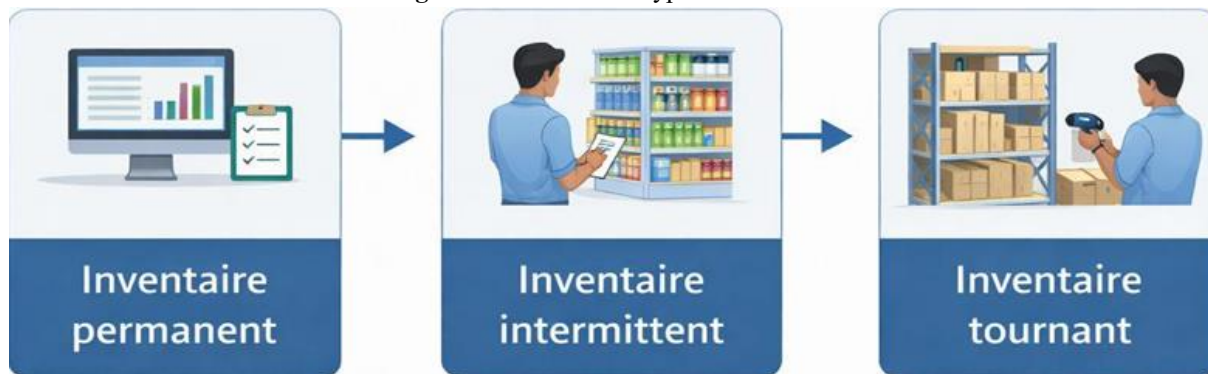 Inventaire
permanent
Inventaire
intermittent
Inventaire
tournant